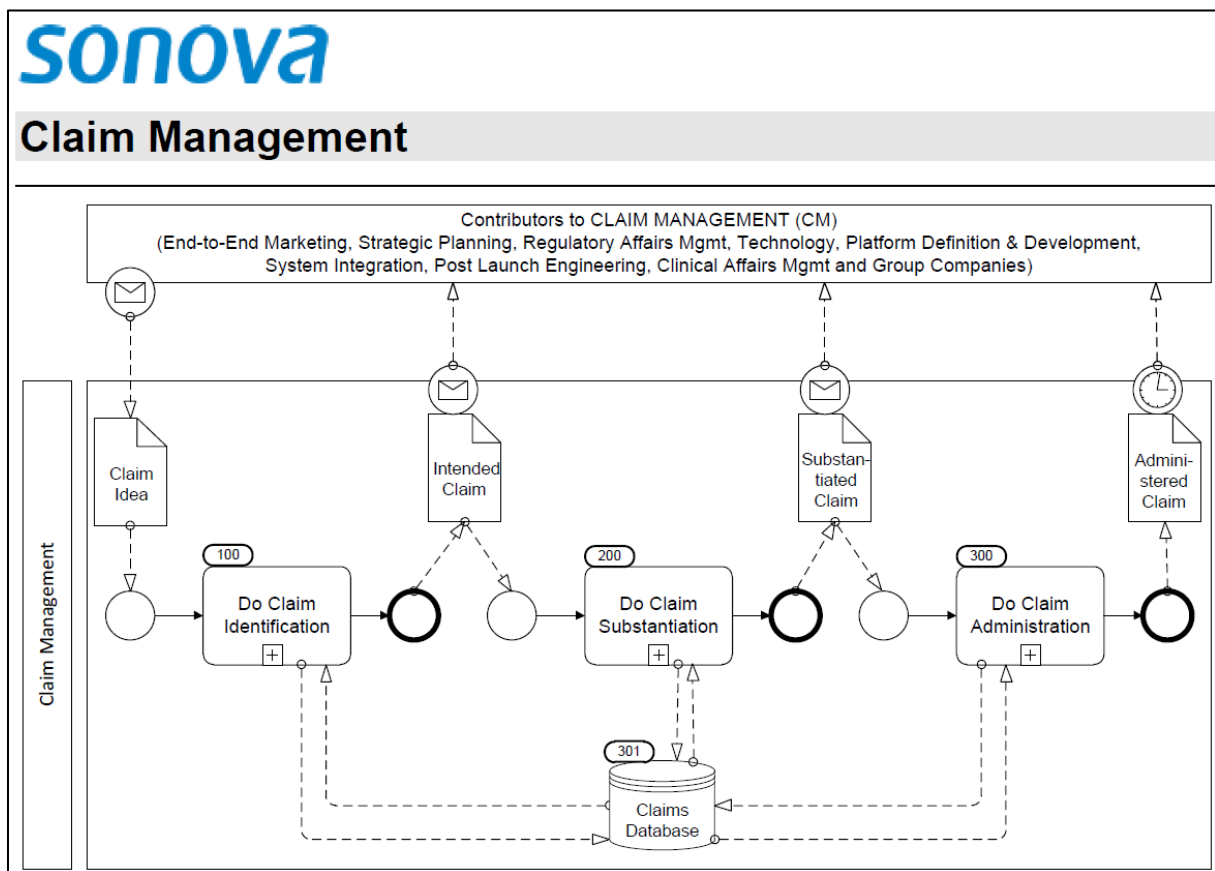 sonova
Claim Management
Contributors to CLAIM MANAGEMENT (CM)
(End-to-End Marketing, Strategic Planning, Regulatory Affairs Mgmt, Technology, Platform Definition & Development,
System Integration, Post Launch Engineering, Clinical Affairs Mgmt and Group Companies)
Claim Management
Claim
Idea
Intended
Claim
Substan-
tiated
Claim
Admini-
stered
Claim
100
Do Claim
Identification
200
Do Claim
Substantiation
300
Do Claim
Administration
301
Claims
Database